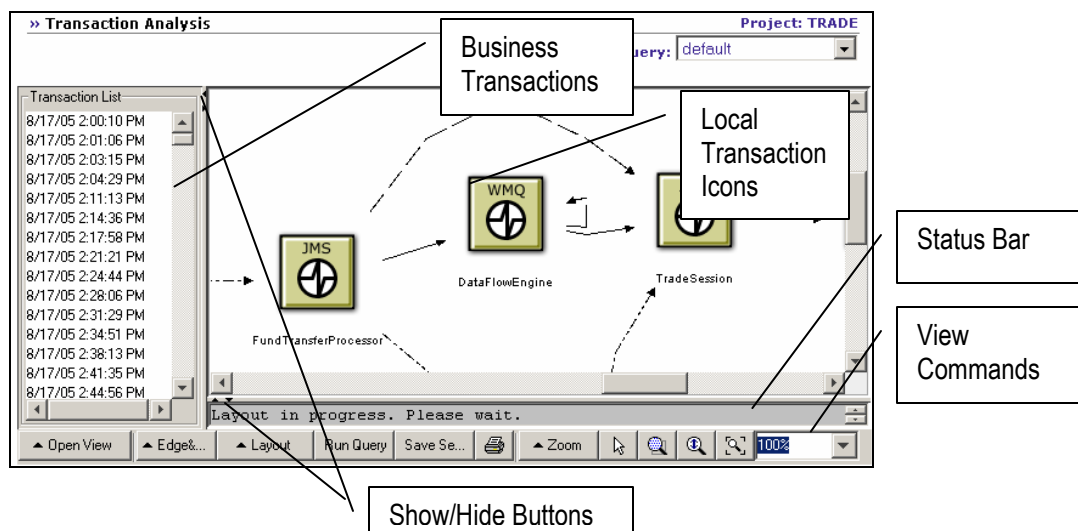 » Transaction Analysis
Project: TRADE
uery: default
Business
Transactions
Transaction List
8/17/05 2:00:10 PM
8/17/05 2:01:06 PM
8/17/05 2:03:15 PM
8/17/05 2:04:29 PM
8/17/05 2:11:13 PM
8/17/05 2:14:36 PM
8/17/05 2:17:58 PM
8/17/05 2:21:21 PM
8/17/05 2:24:44 PM
8/17/05 2:28:06 PM
8/17/05 2:31:29 PM
8/17/05 2:34:51 PM
8/17/05 2:38:13 PM
8/17/05 2:41:35 PM
8/17/05 2:44:56 PM
Local
Transaction
Icons
WMQ
DataFlowEngine
TradeSession
JMS
FundTransferProcessor
Status Bar
View
Commands
Layout in progress. Please wait.
Open View
Edge&...
Layout
Run Query
Save Se...
Zoom
100%
Show/Hide Buttons